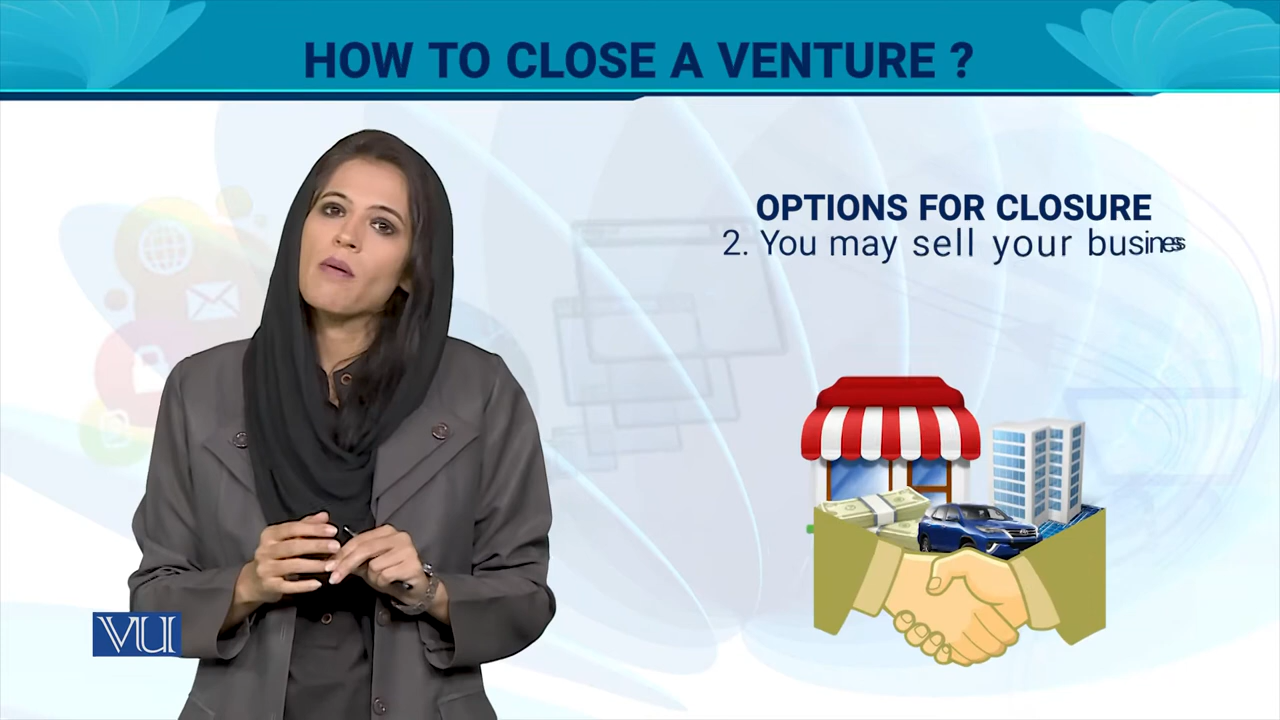 HOW TO CLOSE A VENTURE ?
OPTIONS FOR CLOSURE
2. You may sell your business
VU